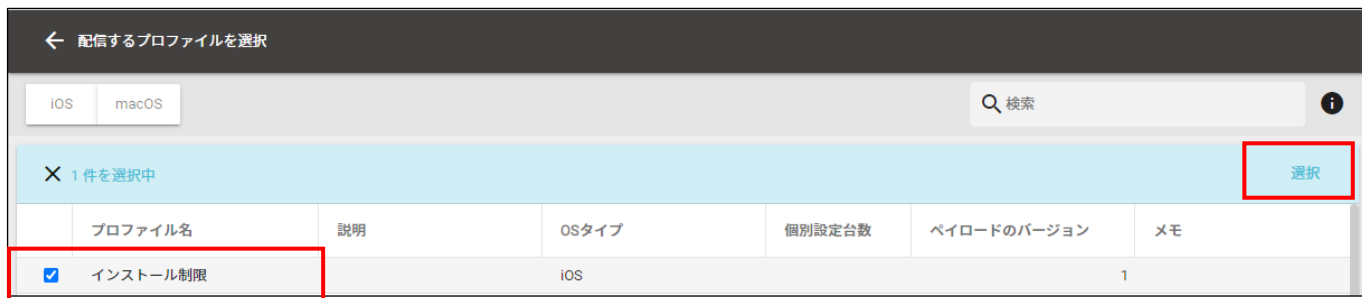 配信するプロファイルを選択
iOS macOS 検索
1 件を選択中 選択
プロファイル名 説明 OSタイプ 個別設定台数 ペイロードのバージョン メモ
インストール制限 iOS 1